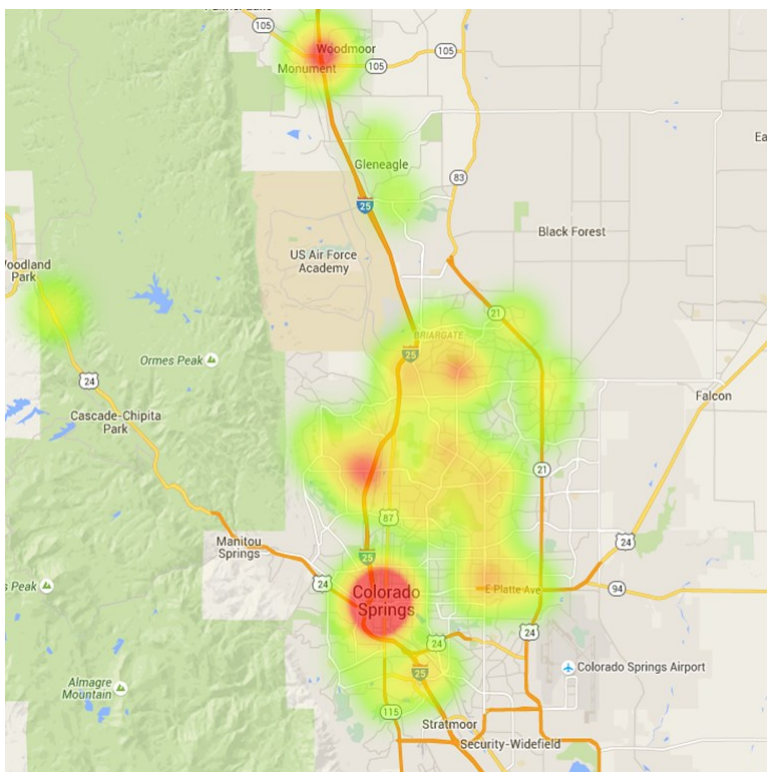 105
Woodmoor
105
105
Monument
Gleneagle
83
25
Black Forest
US Air Force
Academy
Park
21
BRIARGATE
25
Ormes Peak
24
Falcon
Cascade-Chipita
Park
21
87
24
Manitou
Springs
25
24
94
E Platte Ave
Colorado
Springs
Peak
24
24
Colorado Springs Airport
25
Almagre
Mountain
115
Stratmoor
Security-Widefield